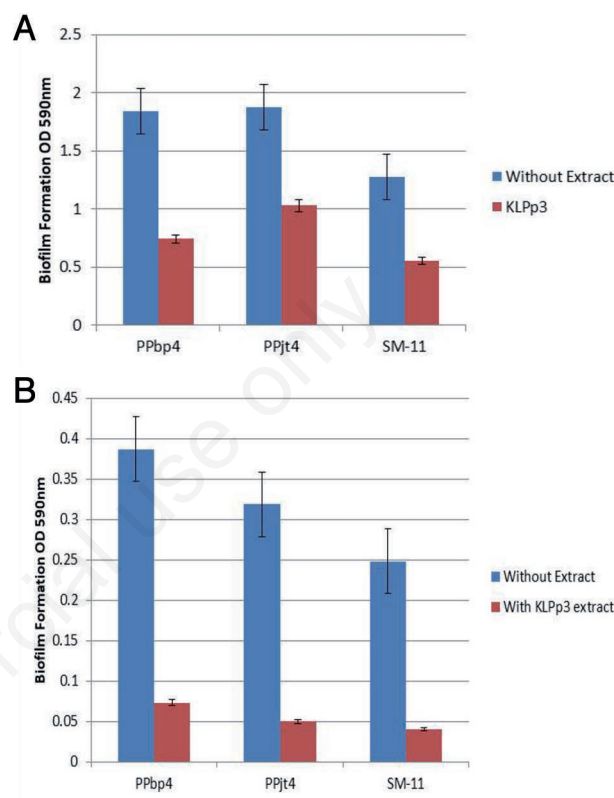 A
2.5
2
1.5
1
0.5
0
Biofilm Formation OD 590nm
PPbp4 PPjt4 SM-11
Without Extract
KLPp3
B
0.45
0.4
0.35
0.3
0.25
0.2
0.15
0.1
0.05
0
Biofilm Formation OD 590nm
PPbp4 PPjt4 SM-11
Without Extract
With KLPp3 extract
use only